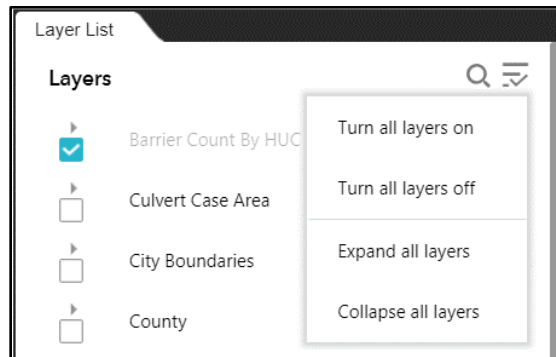 Layer List
Layers
Barrier Count By HUC
Turn all layers on
Culvert Case Area
Turn all layers off
City Boundaries
Expand all layers
County
Collapse all layers